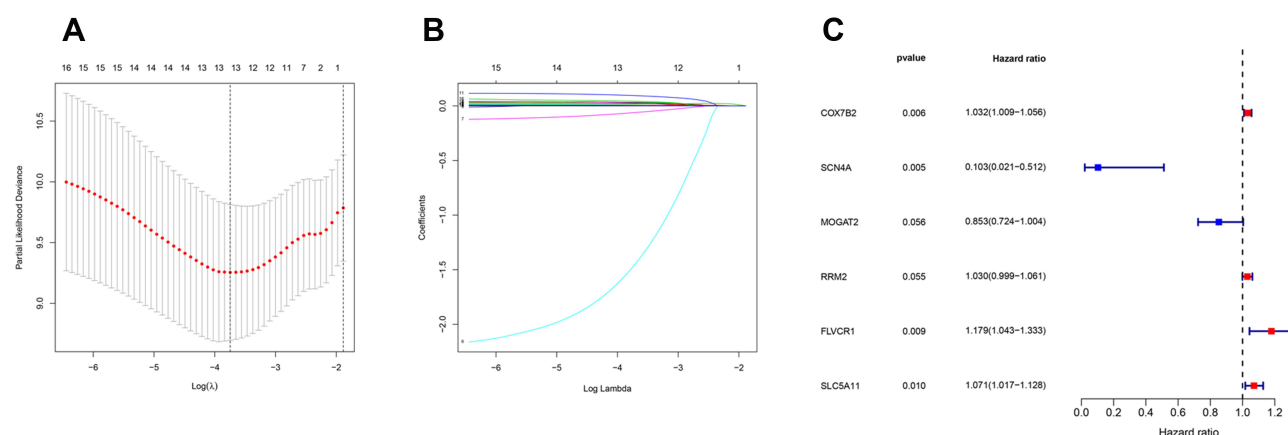 A
16 15 15 15 14 14 14 14 13 13 13 12 12 11 7 2 1
Partial Likelihood Deviance
10.5
10.0
9.5
9.0
−6 −5 −4 −3 −2
Log(λ)
B
15 14 13 12 1
Coefficients
0.0
−0.5
−1.0
−1.5
−2.0
11
7
−6 −5 −4 −3 −2 −1
Log Lambda
C
pvalue Hazard ratio
COX7B2 0.006 1.032(1.009−1.056)
SCN4A 0.005 0.103(0.021−0.512)
MOGAT2 0.056 0.853(0.724−1.004)
RRM2 0.055 1.030(0.999−1.061)
FLVCR1 0.009 1.179(1.043−1.333)
SLC5A11 0.010 1.071(1.017−1.128)
0.0 0.2 0.4 0.6 0.8 1.0 1.2
Hazard ratio